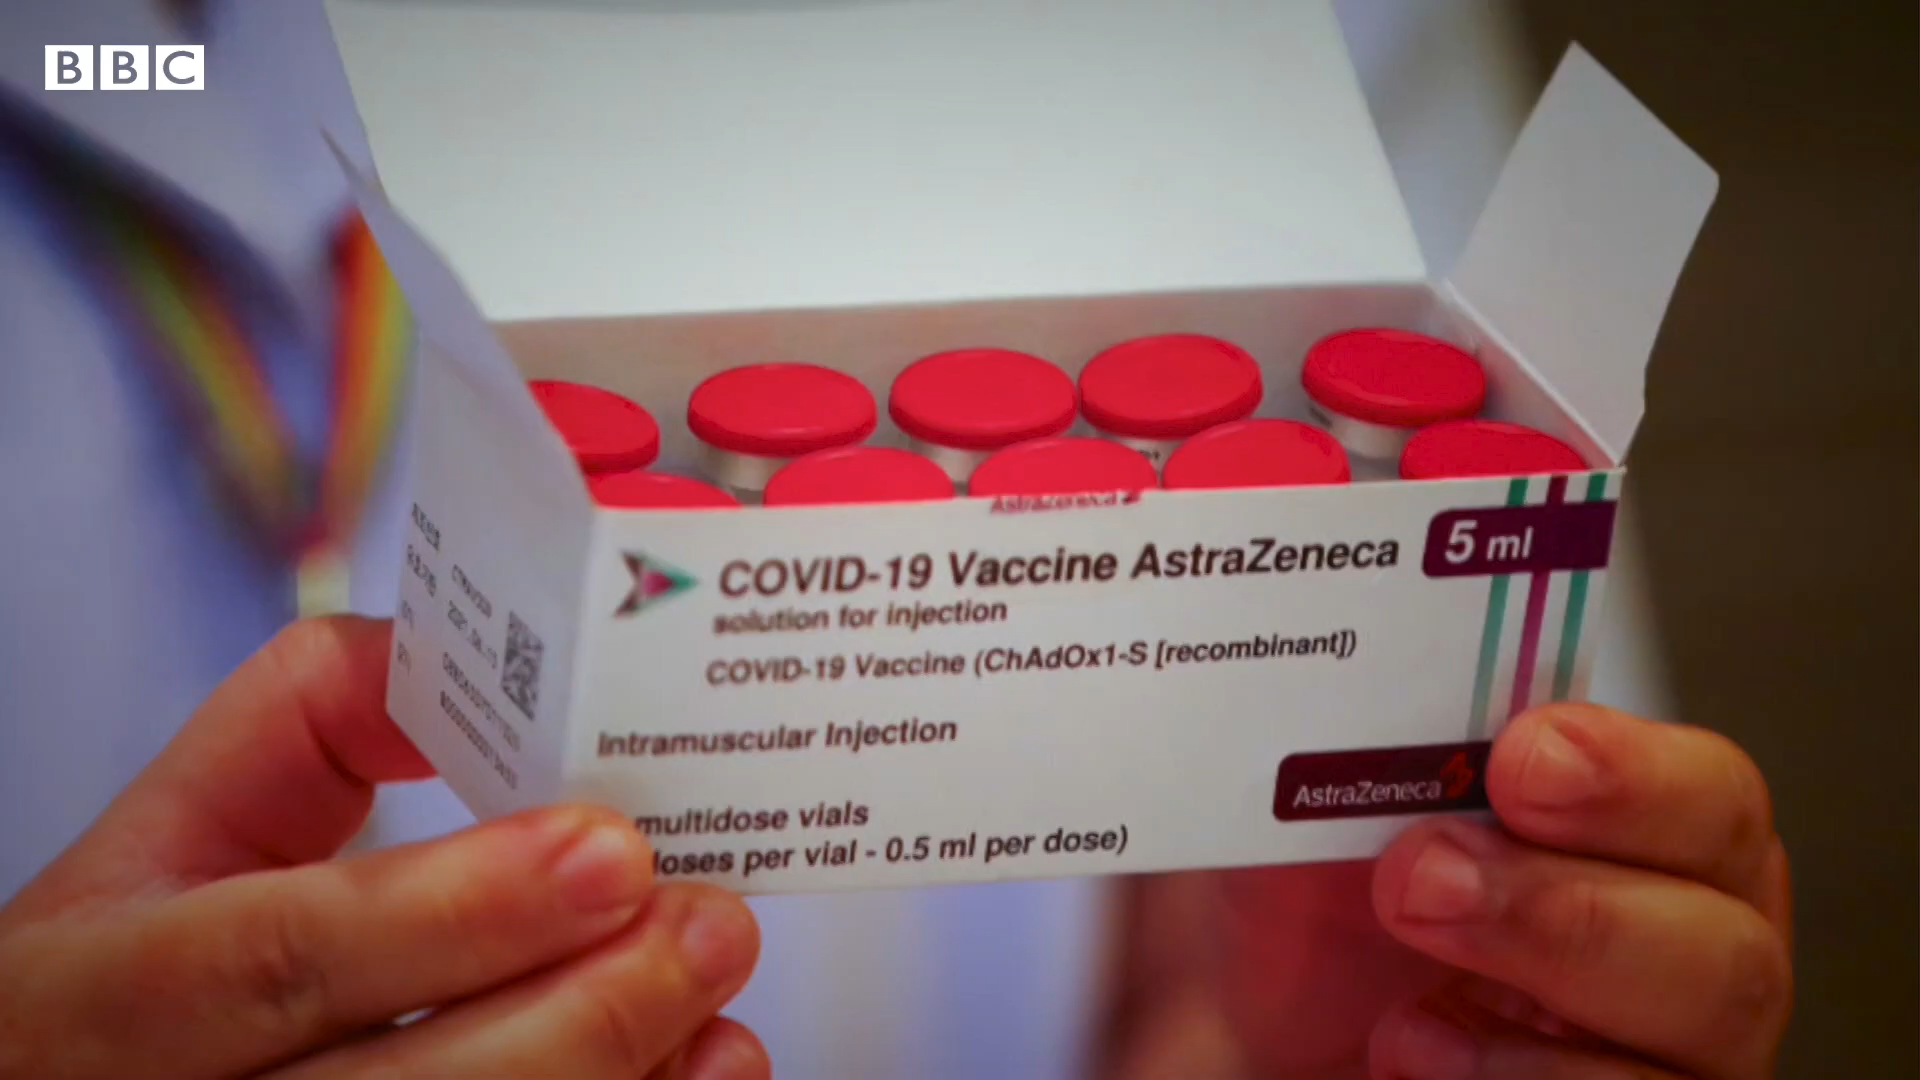 BBC
AstraZeneca
COVID-19 Vaccine AstraZeneca
5 ml
solution for injection
COVID-19 Vaccine (ChAdOx1-S [recombinant])
Intramuscular Injection
multidose vials
per vial - 0.5 ml per dose)
AstraZeneca